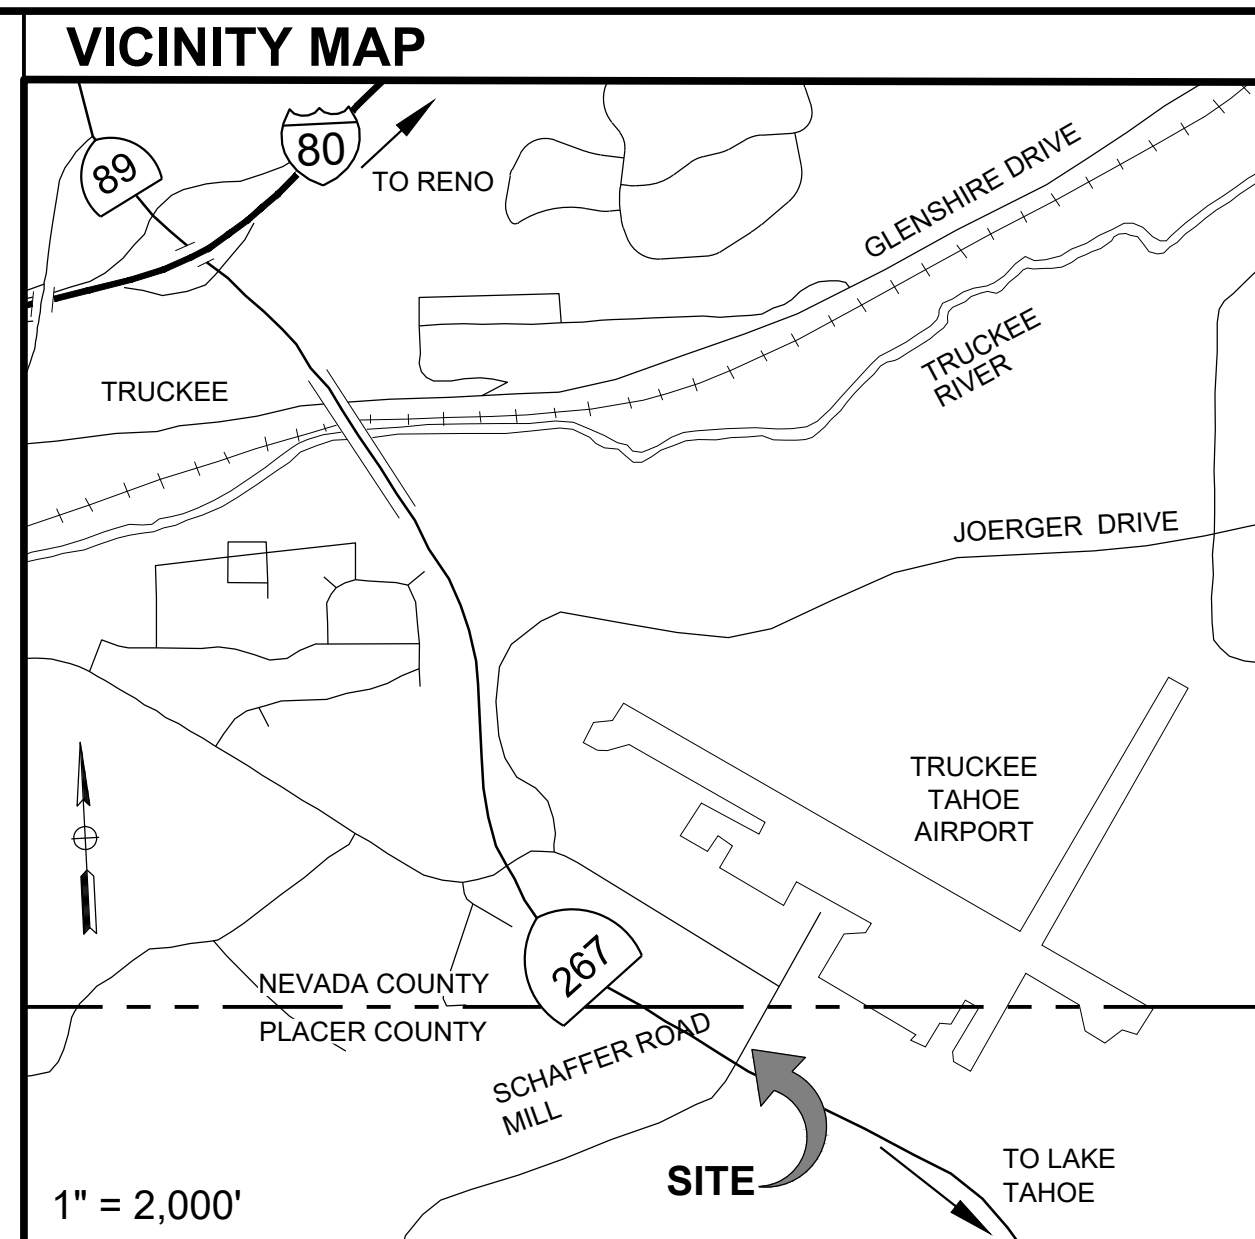 VICINITY MAP
89
80
TO RENO
GLENSHIRE DRIVE
TRUCKEE
RIVER
TRUCKEE
JOERGER DRIVE
TRUCKEE
TAHOE
AIRPORT
267
NEVADA COUNTY
PLACER COUNTY
SCHAFFER ROAD
MILL
SITE
TO LAKE
TAHOE
1" = 2,000'